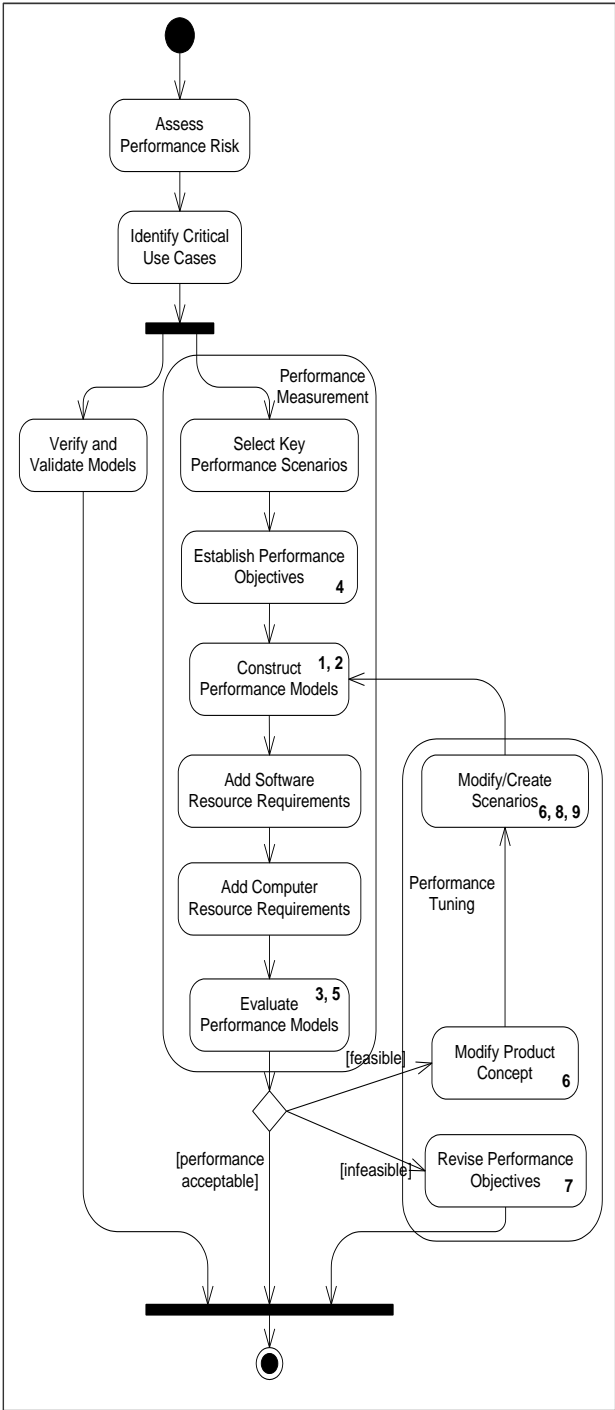 Assess
Performance Risk
Identify Critical
Use Cases
Performance
Measurement
Verify and
Validate Models
Select Key
Performance Scenarios
Establish Performance
Objectives
4
Construct
Performance Models
1, 2
Add Software
Resource Requirements
Modify/Create
Scenarios
6, 8, 9
Add Computer
Resource Requirements
Performance
Tuning
Evaluate
Performance Models
3, 5
[feasible]
Modify Product
Concept
6
[performance
acceptable]
[infeasible]
Revise Performance
Objectives
7